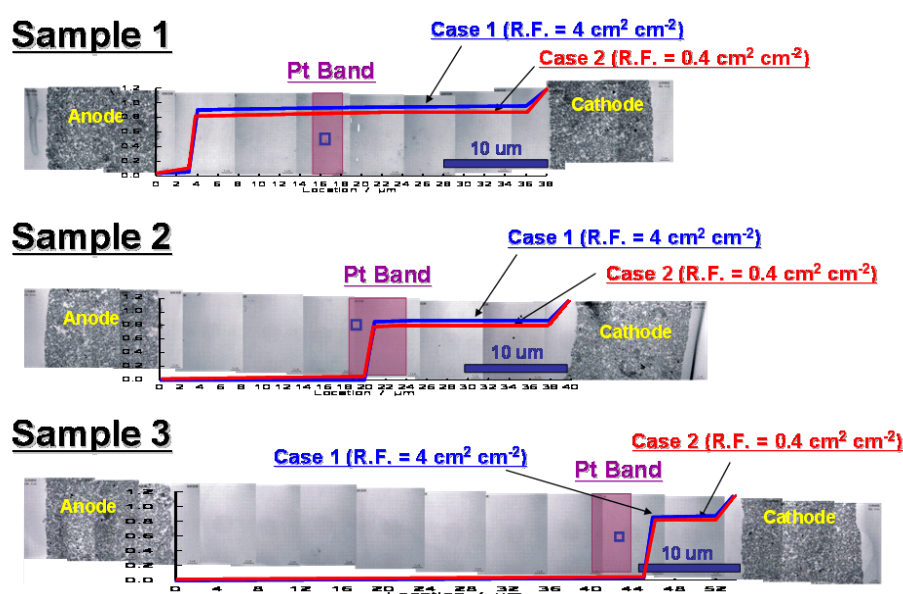 Sample 1
Case 1 (R.F. = 4 cm² cm⁻²)
Case 2 (R.F. = 0.4 cm² cm⁻²)
Pt Band
Anode
Cathode
1.2
1.0
0.8
0.6
0.4
0.2
0.0
10 um
0 2 4 6 8 10 12 14 16 18 20 22 24 26 28 30 32 34 36 38
Location / μm
Sample 2
Case 1 (R.F. = 4 cm² cm⁻²)
Pt Band
Case 2 (R.F. = 0.4 cm² cm⁻²)
Anode
Cathode
1.2
1.0
0.8
0.6
0.4
0.2
0.0
10 um
0 2 4 6 8 10 12 14 16 18 20 22 24 26 28 30 32 34 36 38 40
Location / μm
Sample 3
Case 2 (R.F. = 0.4 cm² cm⁻²)
Case 1 (R.F. = 4 cm² cm⁻²)
Pt Band
Anode
Cathode
1.2
1.0
0.8
0.6
0.4
0.2
0.0
10 um
0 4 8 12 16 20 24 28 32 36 40 44 48 52